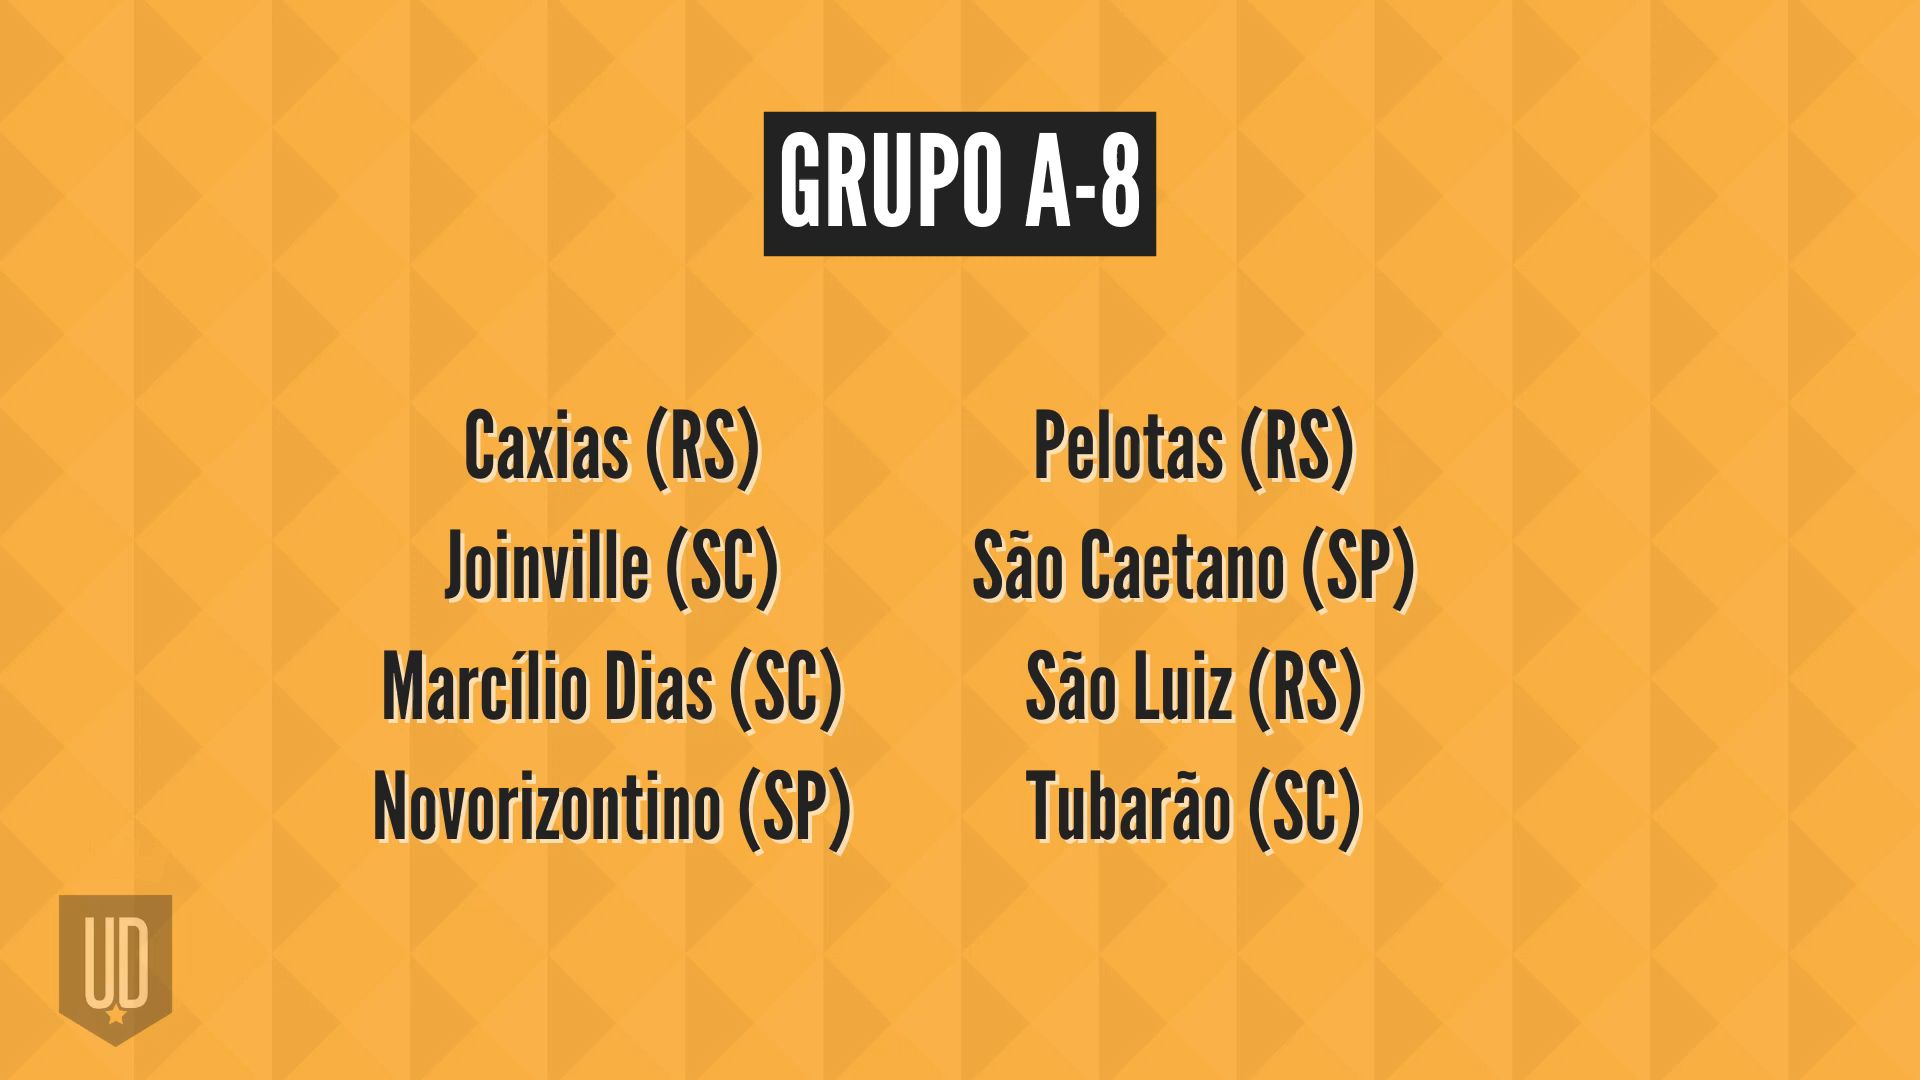 GRUPO A-8
Caxias (RS)
Joinville (SC)
Marcílio Dias (SC)
Novorizontino (SP)
Pelotas (RS)
São Caetano (SP)
São Luiz (RS)
Tubarão (SC)
UD